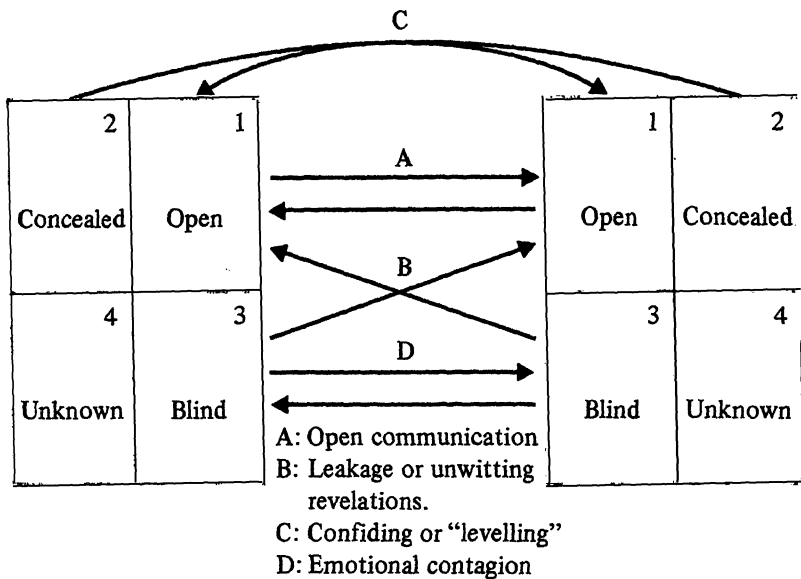 C
2 1
1 2
A
Concealed Open
Open Concealed
B
4 3
3 4
D
Unknown Blind
Blind Unknown
A: Open communication
B: Leakage or unwitting
revelations.
C: Confiding or “levelling”
D: Emotional contagion